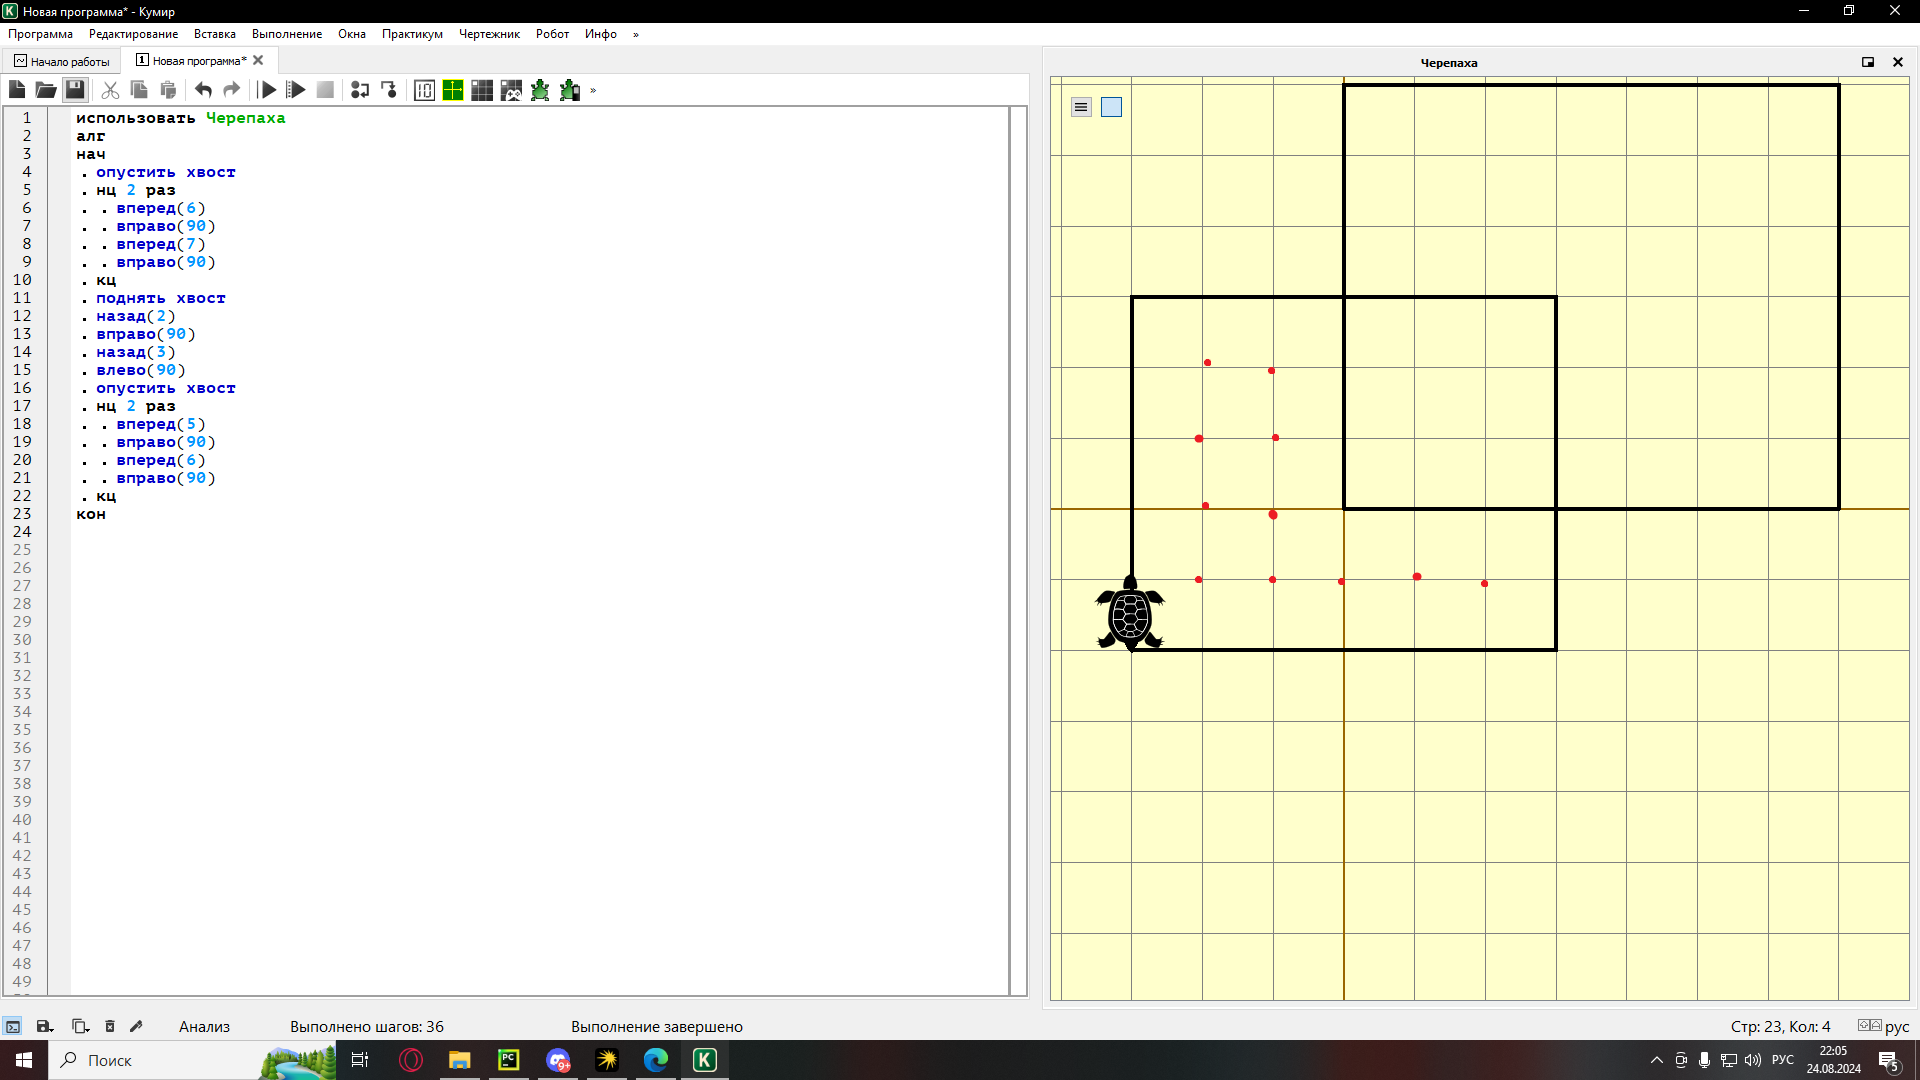 Новая программа* - Кумир
Программа Редактирование Вставка Выполнение Окна Практикум Чертежник Робот Инфо »
Начало работы
Новая программа*
Черепаха
»
1 использовать Черепаха
2 алг
3 нач
4 . опустить хвост
5 . нц 2 раз
6 . . вперед(6)
7 . . вправо(90)
8 . . вперед(7)
9 . . вправо(90)
10 . кц
11 . поднять хвост
12 . назад(2)
13 . вправо(90)
14 . назад(3)
15 . влево(90)
16 . опустить хвост
17 . нц 2 раз
18 . . вперед(5)
19 . . вправо(90)
20 . . вперед(6)
21 . . вправо(90)
22 . кц
23 кон
24
25
26
27
28
29
30
31
32
33
34
35
36
37
38
39
40
41
42
43
44
45
46
47
48
49
Анализ Выполнено шагов: 36 Выполнение завершено Стр: 23, Кол: 4 рус
Поиск
PC
9+
K
РУС
22:05
24.08.2024
5